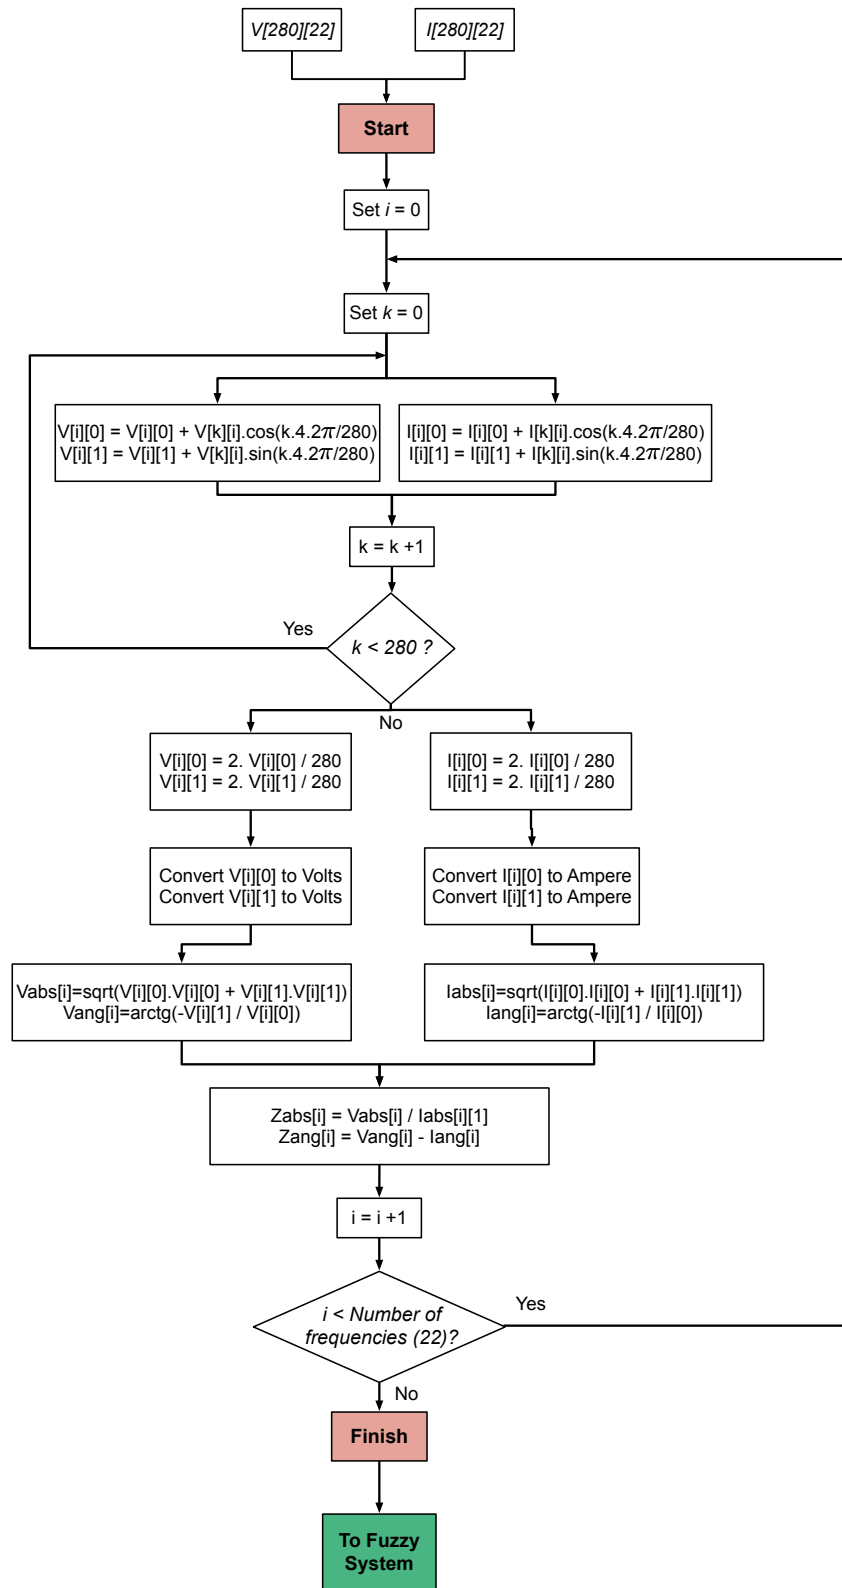 V[280][22]
I[280][22]
Start
Set i = 0
Set k = 0
V[i][0] = V[i][0] + V[k][i].cos(k.4.2π/280)
V[i][1] = V[i][1] + V[k][i].sin(k.4.2π/280)
I[i][0] = I[i][0] + I[k][i].cos(k.4.2π/280)
I[i][1] = I[i][1] + I[k][i].sin(k.4.2π/280)
k = k +1
Yes
k < 280 ?
No
V[i][0] = 2. V[i][0] / 280
V[i][1] = 2. V[i][1] / 280
I[i][0] = 2. I[i][0] / 280
I[i][1] = 2. I[i][1] / 280
Convert V[i][0] to Volts
Convert V[i][1] to Volts
Convert I[i][0] to Ampere
Convert I[i][1] to Ampere
Vabs[i]=sqrt(V[i][0].V[i][0] + V[i][1].V[i][1])
Vang[i]=arctg(-V[i][1] / V[i][0])
Iabs[i]=sqrt(I[i][0].I[i][0] + I[i][1].I[i][1])
Iang[i]=arctg(-I[i][1] / I[i][0])
Zabs[i] = Vabs[i] / Iabs[i][1]
Zang[i] = Vang[i] - Iang[i]
i = i +1
i < Number of
frequencies (22)?
Yes
No
Finish
To Fuzzy
System